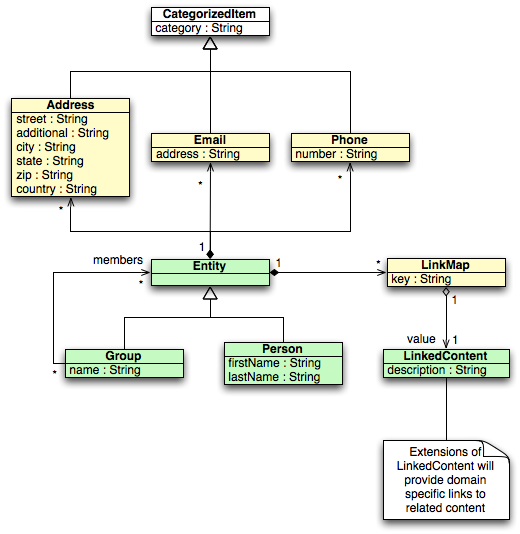 CategorizedItem
category : String
Address
street : String
additional : String
city : String
state : String
zip : String
country : String
Email
address : String
Phone
number : String
*
*
*
1
members
*
Entity
1
*
LinkMap
key : String
1
value
1
*
Group
name : String
Person
firstName : String
lastName : String
LinkedContent
description : String
Extensions of
LinkedContent will
provide domain
specific links to
related content